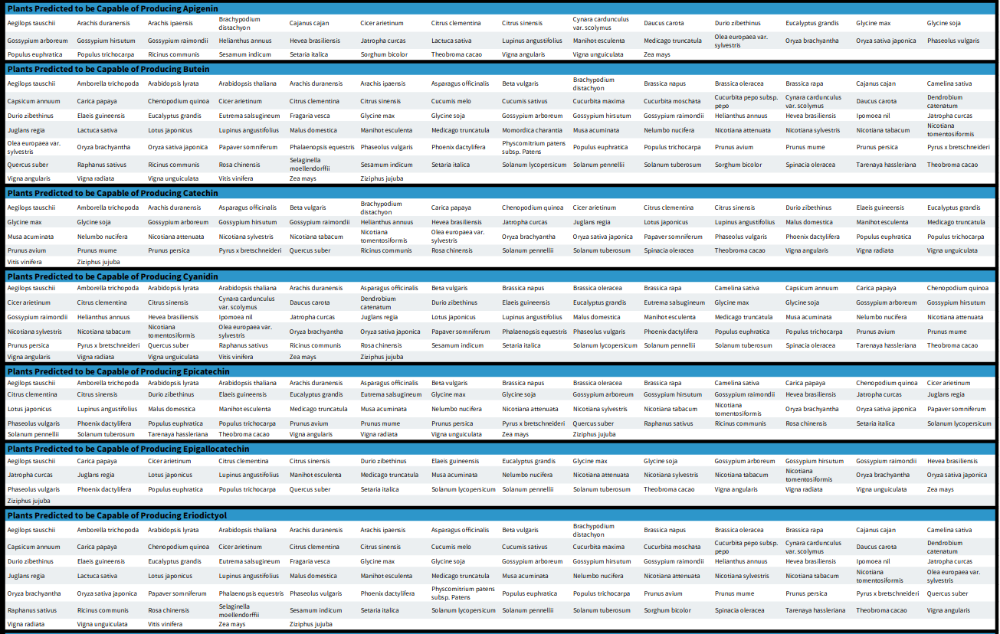 Plants Predicted to be Capable of Producing Apigenin
Aegilops tauschii Arachis duranensis Arachis ipaensis Brachypodium distachyon Cajanus cajan Cicer arietinum Citrus clementina Citrus sinensis Cynara cardunculus var. scolymus Daucus carota Durio zibethinus Eucalyptus grandis Glycine max Glycine soja
Gossypium arboreum Gossypium hirsutum Gossypium raimondii Helianthus annuus Hevea brasiliensis Jatropha curcas Lactuca sativa Lupinus angustifolius Manihot esculenta Medicago truncatula Olea europaea var. sylvestris Oryza brachyantha Oryza sativa japonica Phaseolus vulgaris
Populus euphratica Populus trichocarpa Ricinus communis Sesamum indicum Setaria italica Sorghum bicolor Theobroma cacao Vigna angularis Vigna unguiculata Zea mays
Plants Predicted to be Capable of Producing Butein
Aegilops tauschii Amborella trichopoda Arabidopsis lyrata Arabidopsis thaliana Arachis duranensis Arachis ipaensis Asparagus officinalis Beta vulgaris Brachypodium distachyon Brassica napus Brassica oleracea Brassica rapa Cajanus cajan Camelina sativa
Capsicum annuum Carica papaya Chenopodium quinoa Cicer arietinum Citrus clementina Citrus sinensis Cucumis melo Cucumis sativus Cucurbita maxima Cucurbita moschata Cucurbita pepo subsp. pepo Cynara cardunculus var. scolymus Daucus carota Dendrobium catenatum
Durio zibethinus Elaeis guineensis Eucalyptus grandis Eutrema salsugineum Fragaria vesca Glycine max Glycine soja Gossypium arboreum Gossypium hirsutum Gossypium raimondii Helianthus annuus Hevea brasiliensis Ipomoea nil Jatropha curcas
Juglans regia Lactuca sativa Lotus japonicus Lupinus angustifolius Malus domestica Manihot esculenta Medicago truncatula Momordica charantia Musa acuminata Nelumbo nucifera Nicotiana attenuata Nicotiana sylvestris Nicotiana tabacum Nicotiana tomentosiformis
Olea europaea var. sylvestris Oryza brachyantha Oryza sativa japonica Papaver somniferum Phalaenopsis equestris Phaseolus vulgaris Phoenix dactylifera Physcomitrium patens subsp. Patens Populus euphratica Populus trichocarpa Prunus avium Prunus mume Prunus persica Pyrus x bretschneideri
Quercus suber Raphanus sativus Ricinus communis Rosa chinensis Selaginella moellendorffii Sesamum indicum Setaria italica Solanum lycopersicum Solanum pennellii Solanum tuberosum Sorghum bicolor Spinacia oleracea Tarenaya hassleriana Theobroma cacao
Vigna angularis Vigna radiata Vigna unguiculata Vitis vinifera Zea mays Ziziphus jujuba
Plants Predicted to be Capable of Producing Catechin
Aegilops tauschii Amborella trichopoda Arachis duranensis Asparagus officinalis Beta vulgaris Brachypodium distachyon Carica papaya Chenopodium quinoa Cicer arietinum Citrus clementina Citrus sinensis Durio zibethinus Elaeis guineensis Eucalyptus grandis
Glycine max Glycine soja Gossypium arboreum Gossypium hirsutum Gossypium raimondii Helianthus annuus Hevea brasiliensis Jatropha curcas Juglans regia Lotus japonicus Lupinus angustifolius Malus domestica Manihot esculenta Medicago truncatula
Musa acuminata Nelumbo nucifera Nicotiana attenuata Nicotiana sylvestris Nicotiana tabacum Nicotiana tomentosiformis Olea europaea var. sylvestris Oryza brachyantha Oryza sativa japonica Papaver somniferum Phaseolus vulgaris Phoenix dactylifera Populus euphratica Populus trichocarpa
Prunus avium Prunus mume Prunus persica Pyrus x bretschneideri Quercus suber Ricinus communis Rosa chinensis Solanum pennellii Solanum tuberosum Spinacia oleracea Theobroma cacao Vigna angularis Vigna radiata Vigna unguiculata
Vitis vinifera Ziziphus jujuba
Plants Predicted to be Capable of Producing Cyanidin
Aegilops tauschii Amborella trichopoda Arabidopsis lyrata Arabidopsis thaliana Arachis duranensis Asparagus officinalis Beta vulgaris Brassica napus Brassica oleracea Brassica rapa Camelina sativa Capsicum annuum Carica papaya Chenopodium quinoa
Cicer arietinum Citrus clementina Citrus sinensis Cynara cardunculus var. scolymus Daucus carota Dendrobium catenatum Durio zibethinus Elaeis guineensis Eucalyptus grandis Eutrema salsugineum Glycine max Glycine soja Gossypium arboreum Gossypium hirsutum
Gossypium raimondii Helianthus annuus Hevea brasiliensis Ipomoea nil Jatropha curcas Juglans regia Lotus japonicus Lupinus angustifolius Malus domestica Manihot esculenta Medicago truncatula Musa acuminata Nelumbo nucifera Nicotiana attenuata
Nicotiana sylvestris Nicotiana tabacum Nicotiana tomentosiformis Olea europaea var. sylvestris Oryza brachyantha Oryza sativa japonica Papaver somniferum Phalaenopsis equestris Phaseolus vulgaris Phoenix dactylifera Populus euphratica Populus trichocarpa Prunus avium Prunus mume
Prunus persica Pyrus x bretschneideri Quercus suber Raphanus sativus Ricinus communis Rosa chinensis Sesamum indicum Setaria italica Solanum lycopersicum Solanum pennellii Solanum tuberosum Spinacia oleracea Tarenaya hassleriana Theobroma cacao
Vigna angularis Vigna radiata Vigna unguiculata Vitis vinifera Zea mays Ziziphus jujuba
Plants Predicted to be Capable of Producing Epicatechin
Aegilops tauschii Amborella trichopoda Arabidopsis lyrata Arabidopsis thaliana Arachis duranensis Asparagus officinalis Beta vulgaris Brassica napus Brassica oleracea Brassica rapa Camelina sativa Carica papaya Chenopodium quinoa Cicer arietinum
Citrus clementina Citrus sinensis Durio zibethinus Elaeis guineensis Eucalyptus grandis Eutrema salsugineum Glycine max Glycine soja Gossypium arboreum Gossypium hirsutum Gossypium raimondii Hevea brasiliensis Jatropha curcas Juglans regia
Lotus japonicus Lupinus angustifolius Malus domestica Manihot esculenta Medicago truncatula Musa acuminata Nelumbo nucifera Nicotiana attenuata Nicotiana sylvestris Nicotiana tabacum Nicotiana tomentosiformis Oryza brachyantha Oryza sativa japonica Papaver somniferum
Phaseolus vulgaris Phoenix dactylifera Populus euphratica Populus trichocarpa Prunus avium Prunus mume Prunus persica Pyrus x bretschneideri Quercus suber Raphanus sativus Ricinus communis Rosa chinensis Setaria italica Solanum lycopersicum
Solanum pennellii Solanum tuberosum Tarenaya hassleriana Theobroma cacao Vigna angularis Vigna radiata Vigna unguiculata Zea mays Ziziphus jujuba
Plants Predicted to be Capable of Producing Epigallocatechin
Aegilops tauschii Carica papaya Cicer arietinum Citrus clementina Citrus sinensis Durio zibethinus Elaeis guineensis Eucalyptus grandis Glycine max Glycine soja Gossypium arboreum Gossypium hirsutum Gossypium raimondii Hevea brasiliensis
Jatropha curcas Juglans regia Lotus japonicus Lupinus angustifolius Manihot esculenta Medicago truncatula Musa acuminata Nelumbo nucifera Nicotiana attenuata Nicotiana sylvestris Nicotiana tabacum Nicotiana tomentosiformis Oryza brachyantha Oryza sativa japonica
Phaseolus vulgaris Phoenix dactylifera Populus euphratica Populus trichocarpa Quercus suber Setaria italica Solanum lycopersicum Solanum pennellii Solanum tuberosum Theobroma cacao Vigna angularis Vigna radiata Vigna unguiculata Zea mays
Ziziphus jujuba
Plants Predicted to be Capable of Producing Eriodictyol
Aegilops tauschii Amborella trichopoda Arabidopsis lyrata Arabidopsis thaliana Arachis duranensis Arachis ipaensis Asparagus officinalis Beta vulgaris Brachypodium distachyon Brassica napus Brassica oleracea Brassica rapa Cajanus cajan Camelina sativa
Capsicum annuum Carica papaya Chenopodium quinoa Cicer arietinum Citrus clementina Citrus sinensis Cucumis melo Cucumis sativus Cucurbita maxima Cucurbita moschata Cucurbita pepo subsp. pepo Cynara cardunculus var. scolymus Daucus carota Dendrobium catenatum
Durio zibethinus Elaeis guineensis Eucalyptus grandis Eutrema salsugineum Fragaria vesca Glycine max Glycine soja Gossypium arboreum Gossypium hirsutum Gossypium raimondii Helianthus annuus Hevea brasiliensis Ipomoea nil Jatropha curcas
Juglans regia Lactuca sativa Lotus japonicus Lupinus angustifolius Malus domestica Manihot esculenta Medicago truncatula Musa acuminata Nelumbo nucifera Nicotiana attenuata Nicotiana sylvestris Nicotiana tabacum Nicotiana tomentosiformis Olea europaea var. sylvestris
Oryza brachyantha Oryza sativa japonica Papaver somniferum Phalaenopsis equestris Phaseolus vulgaris Phoenix dactylifera Physcomitrium patens subsp. Patens Populus euphratica Populus trichocarpa Prunus avium Prunus mume Prunus persica Pyrus x bretschneideri Quercus suber
Raphanus sativus Ricinus communis Rosa chinensis Selaginella moellendorffii Sesamum indicum Setaria italica Solanum lycopersicum Solanum pennellii Solanum tuberosum Sorghum bicolor Spinacia oleracea Tarenaya hassleriana Theobroma cacao Vigna angularis
Vigna radiata Vigna unguiculata Vitis vinifera Zea mays Ziziphus jujuba